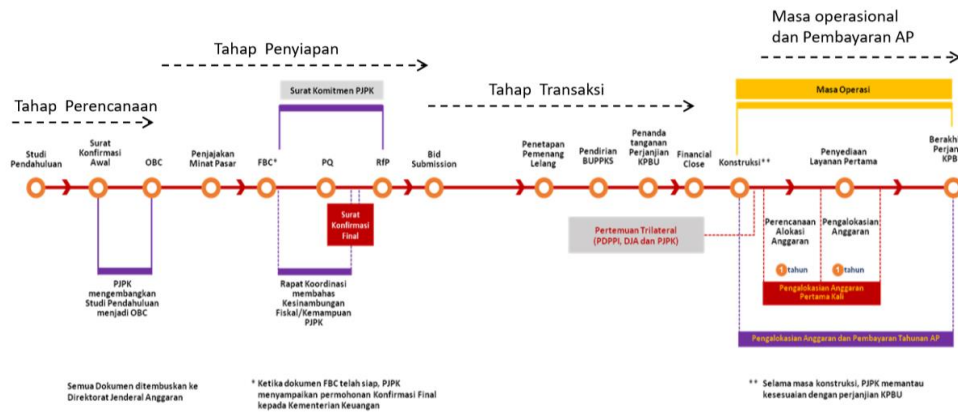 Masa operasional
dan Pembayaran AP
Tahap Penyiapan
Surat Komitmen PJPK
Masa Operasi
Tahap Transaksi
Tahap Perencanaan
Studi
Pendahuluan
Surat
Konfirmasi
Awal
OBC
Penjajakan
Minat Pasar
FBC*
PQ
RfP
Bid
Submission
Penetapan
Pemenang
Lelang
Pendirian
BUPPKS
Penanda
tanganan
Perjanjian
KPBU
Financial
Close
Konstruksi**
Penyediaan
Layanan Pertama
Berakhi
Perjan
KPB
Surat
Konfirmasi
Final
Pertemuan Trilateral
(PDPPI, DJA dan PJPK)
Perencanaan
Alokasi
Anggaran
Pengalokasian
Anggaran
1 tahun
1 tahun
PJPK
mengembangkan
Studi Pendahuluan
menjadi OBC
Rapat Koordinasi
membahas
Kesinambungan
Fiskal/Kemampuan
PJPK
Pengalokasian Anggaran
Pertama Kali
Pengalokasian Anggaran dan Pembayaran Tahunan AP
Semua Dokumen ditembuskan ke
Direktorat Jenderal Anggaran
* Ketika dokumen FBC telah siap, PJPK
menyampaikan permohonan Konfirmasi Final
kepada Kementerian Keuangan
** Selama masa konstruksi, PJPK memantau
kesesuaian dengan perjanjian KPBU